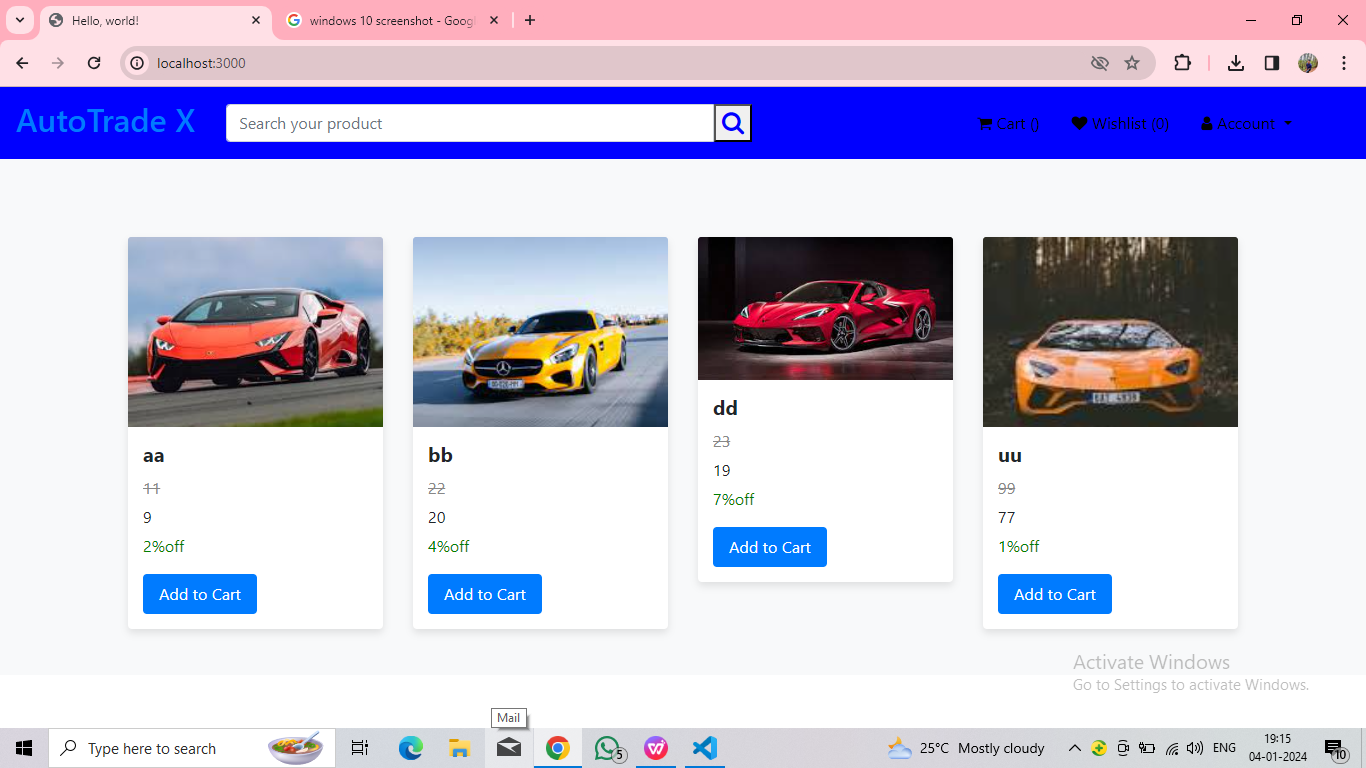 Hello, world!
windows 10 screenshot - Goog
localhost:3000
AutoTrade X
Search your product
Cart ()
Wishlist (0)
Account
aa
11
9
2%off
Add to Cart
bb
22
20
4%off
Add to Cart
dd
23
19
7%off
Add to Cart
uu
99
77
1%off
Add to Cart
Activate Windows
Go to Settings to activate Windows.
Mail
Type here to search
5
25°C Mostly cloudy
ENG
19:15
04-01-2024
10